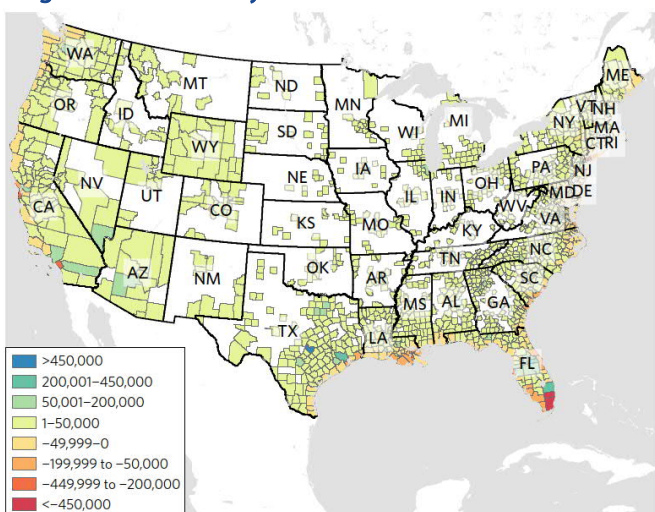 WA
ME
MT
ND
VT
NH
MN
OR
NY
MA
ID
SD
WI
MI
CT
RI
WY
PA
NJ
IA
NE
OH
MD
DE
NV
IL
IN
UT
WV
CO
CA
VA
KS
MO
KY
NC
TN
AZ
OK
NM
AR
SC
MS
AL
GA
TX
LA
FL
>450,000
200,001–450,000
50,001–200,000
1–50,000
–49,999–0
–199,999 to –50,000
–449,999 to –200,000
<–450,000